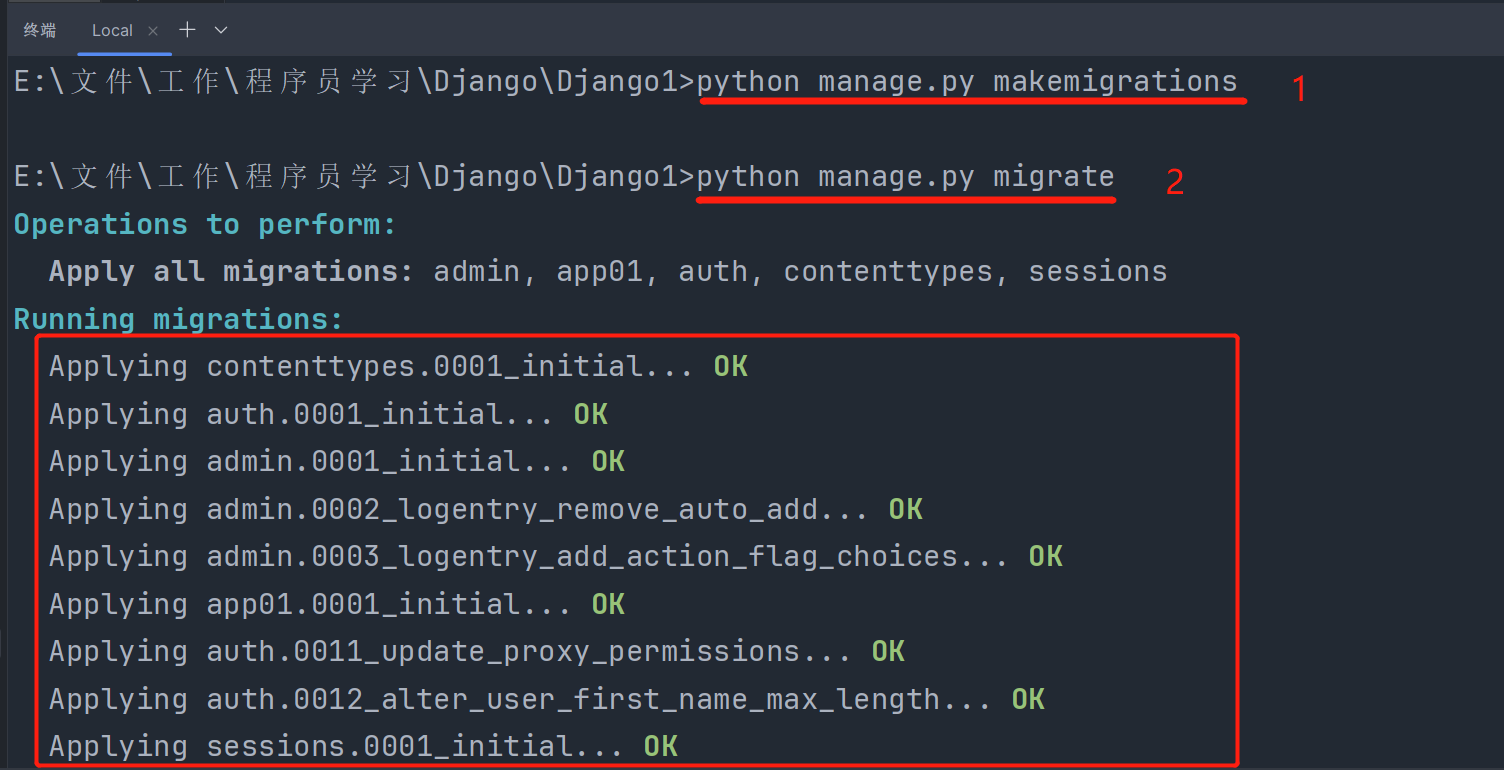 终端 Local × + ∨
E:\文件\工作\程序员学习\Django\Django1>python manage.py makemigrations 1
E:\文件\工作\程序员学习\Django\Django1>python manage.py migrate 2
Operations to perform:
Apply all migrations: admin, app01, auth, contenttypes, sessions
Running migrations:
Applying contenttypes.0001_initial... OK
Applying auth.0001_initial... OK
Applying admin.0001_initial... OK
Applying admin.0002_logentry_remove_auto_add... OK
Applying admin.0003_logentry_add_action_flag_choices... OK
Applying app01.0001_initial... OK
Applying auth.0011_update_proxy_permissions... OK
Applying auth.0012_alter_user_first_name_max_length... OK
Applying sessions.0001_initial... OK